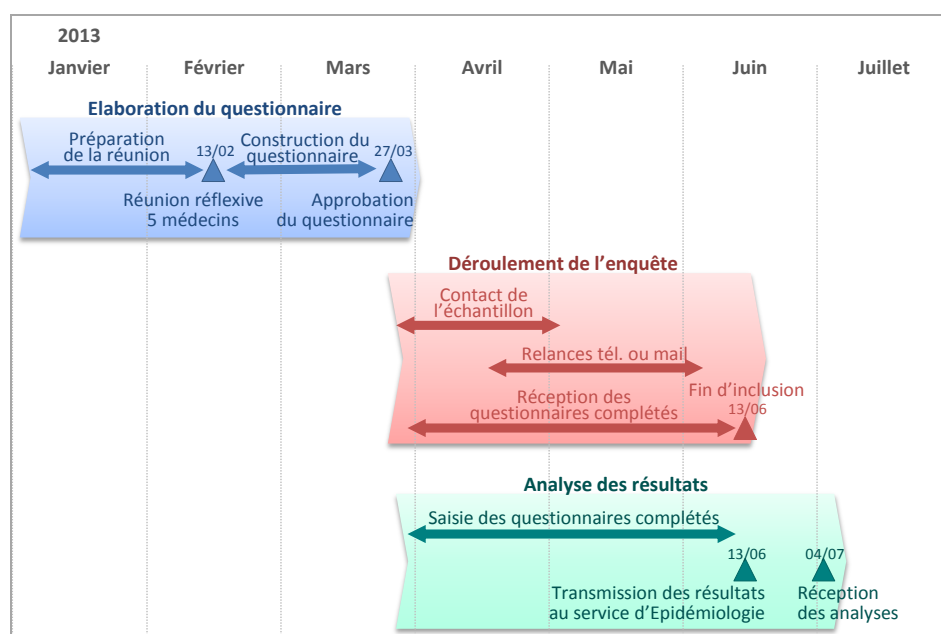 2013
Janvier Février Mars Avril Mai Juin Juillet
Elaboration du questionnaire
Préparation
de la réunion
13/02
Construction du
questionnaire
27/03
Réunion réflexive
5 médecins
Approbation
du questionnaire
Déroulement de l’enquête
Contact de
l’échantillon
Relances tél. ou mail
Réception des
questionnaires complétés
Fin d’inclusion
13/06
Analyse des résultats
Saisie des questionnaires complétés
13/06
04/07
Transmission des résultats
au service d’Epidémiologie
Réception
des analyses